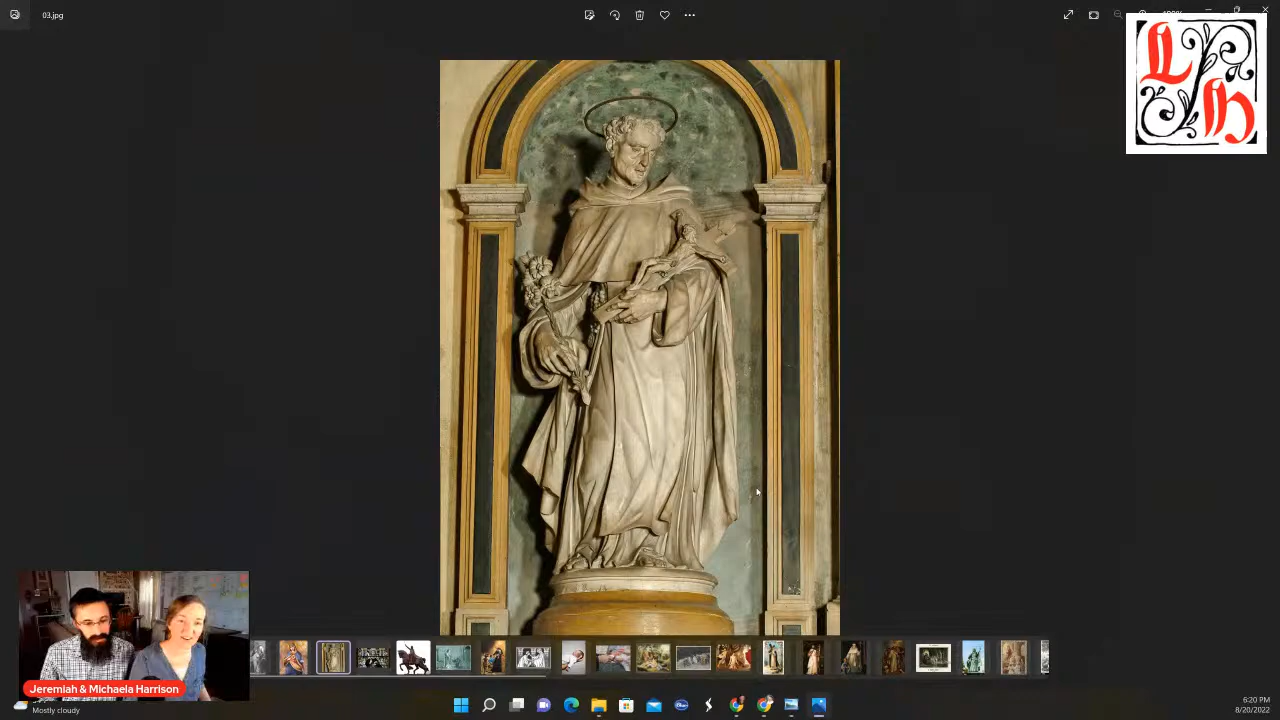 03.jpg
L
H
Jeremiah & Michaela Harrison
Mostly cloudy
6:20 PM
8/20/2022